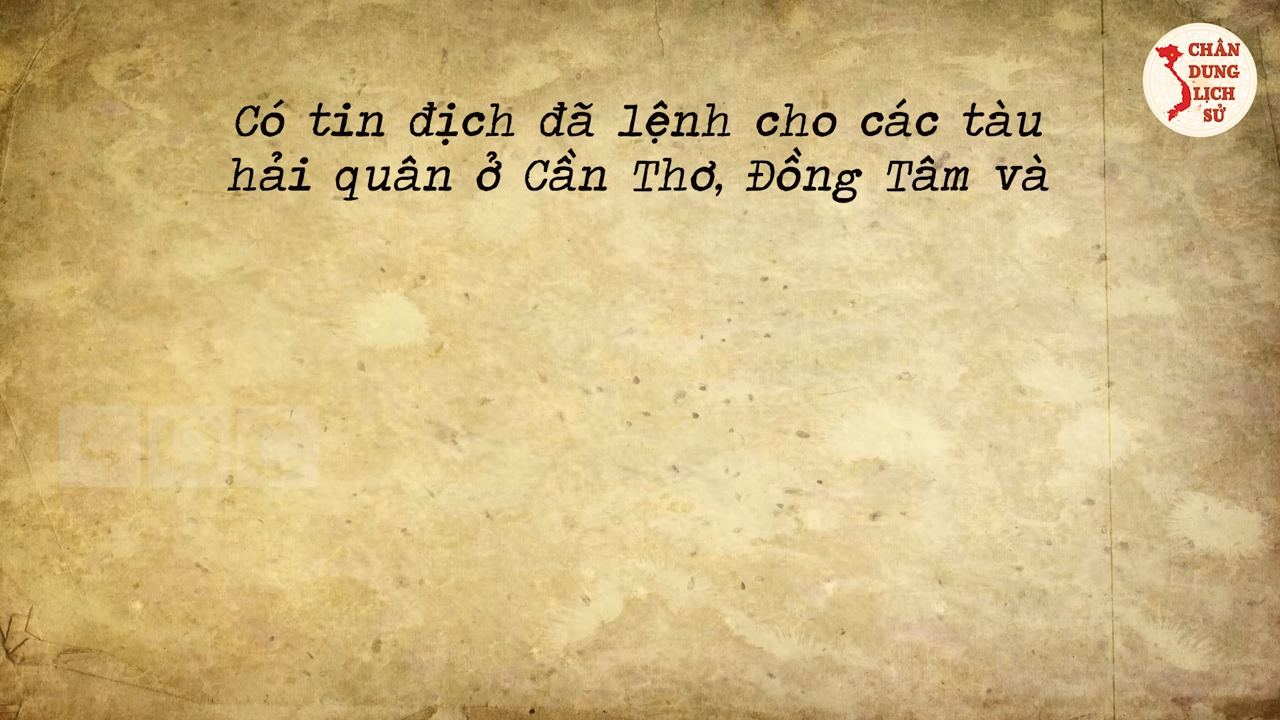 Có tin địch đã lệnh cho các tàu
hải quân ở Cần Thơ, Đồng Tâm và
CHÂN
DUNG
LỊCH
SỬ